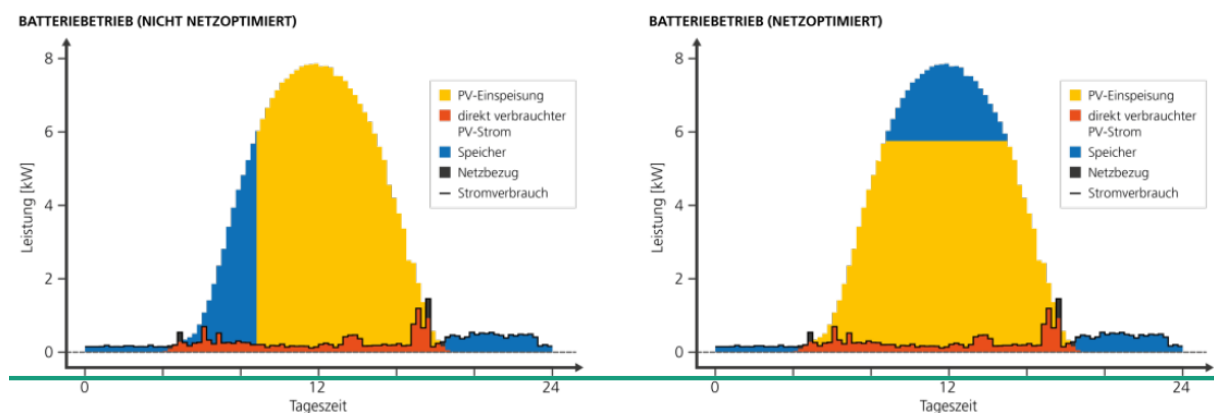 BATTERIEBETRIEB (NICHT NETZOPTIMIERT)
8
6
4
2
0
Leistung [kW]
PV-Einspeisung
direkt verbrauchter
PV-Strom
Speicher
Netzbezug
Stromverbrauch
0
12
24
Tageszeit
BATTERIEBETRIEB (NETZOPTIMIERT)
8
6
4
2
0
Leistung [kW]
PV-Einspeisung
direkt verbrauchter
PV-Strom
Speicher
Netzbezug
Stromverbrauch
0
12
24
Tageszeit